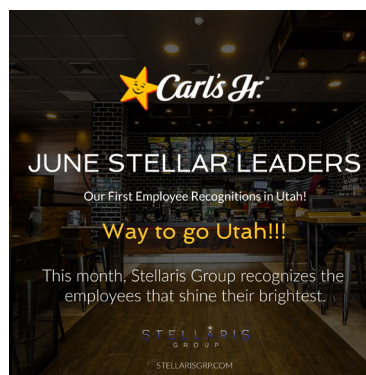 Carl's Jr.
JUNE STELLAR LEADERS
Our First Employee Recognitions in Utah!
Way to go Utah!!!
This month, Stellaris Group recognizes the
employees that shine their brightest.
STELLARIS
GROUP
STELLARISGRP.COM